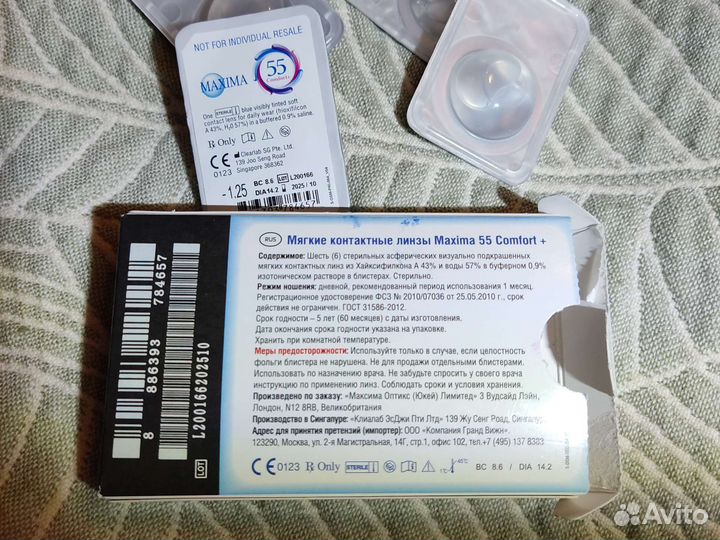 NOT FOR INDIVIDUAL RESALE
MAXIMA 55 Comfort+
One STERILE blue visibly tinted soft
contact lens for daily wear (hioxifilcon
A 43%, H₂O 57%) in a buffered 0.9% saline.
Rx Only
CE 0123 Clearlab SG Pte. Ltd.
139 Joo Seng Road
Singapore 368362
-1.25 BC 8.6 LOT L200166
DIA 14.2 2025/10
RUS Мягкие контактные линзы Maxima 55 Comfort +
Содержимое: Шесть (6) стерильных асферических визуально подкрашенных
мягких контактных линз из Хайксифилкона А 43% и воды 57% в буферном 0,9%
изотоническом растворе в блистерах. Стерильно.
Режим ношения: дневной, рекомендованный период использования 1 месяц.
Регистрационное удостоверение ФСЗ № 2010/07036 от 25.05.2010 г., срок
действия не ограничен. ГОСТ 31586-2012.
Срок годности – 5 лет (60 месяцев) с даты изготовления.
Дата окончания срока годности указана на упаковке.
Хранить при комнатной температуре.
Меры предосторожности: Используйте только в случае, если целостность
фольги блистера не нарушена. Не для продажи отдельными блистерами.
Использовать по назначению врача. Не забудьте спросить у своего врача
инструкцию по применению линз. Соблюдать сроки и условия хранения.
Произведено по заказу: «Максима Оптикс (Юкей) Лимитед» 3 Вудсайд Лэйн,
Лондон, N12 8RB, Великобритания
Произведено в Сингапуре: «Клиалаб ЭсДжи Пти Лтд» 139 Жу Сенг Роад, Сингапур
Адрес для принятия претензий (импортер): ООО «Компания Гранд Вижн»
123290, Москва, ул. 2-я Магистральная, 14Г, стр.1, офис 102, тел.+7 (495) 137 8383
CE 0123 Rx Only STERILE 1°C 45°C BC 8.6 / DIA 14.2
8 886393 784657
LOT L200166202510
Avito